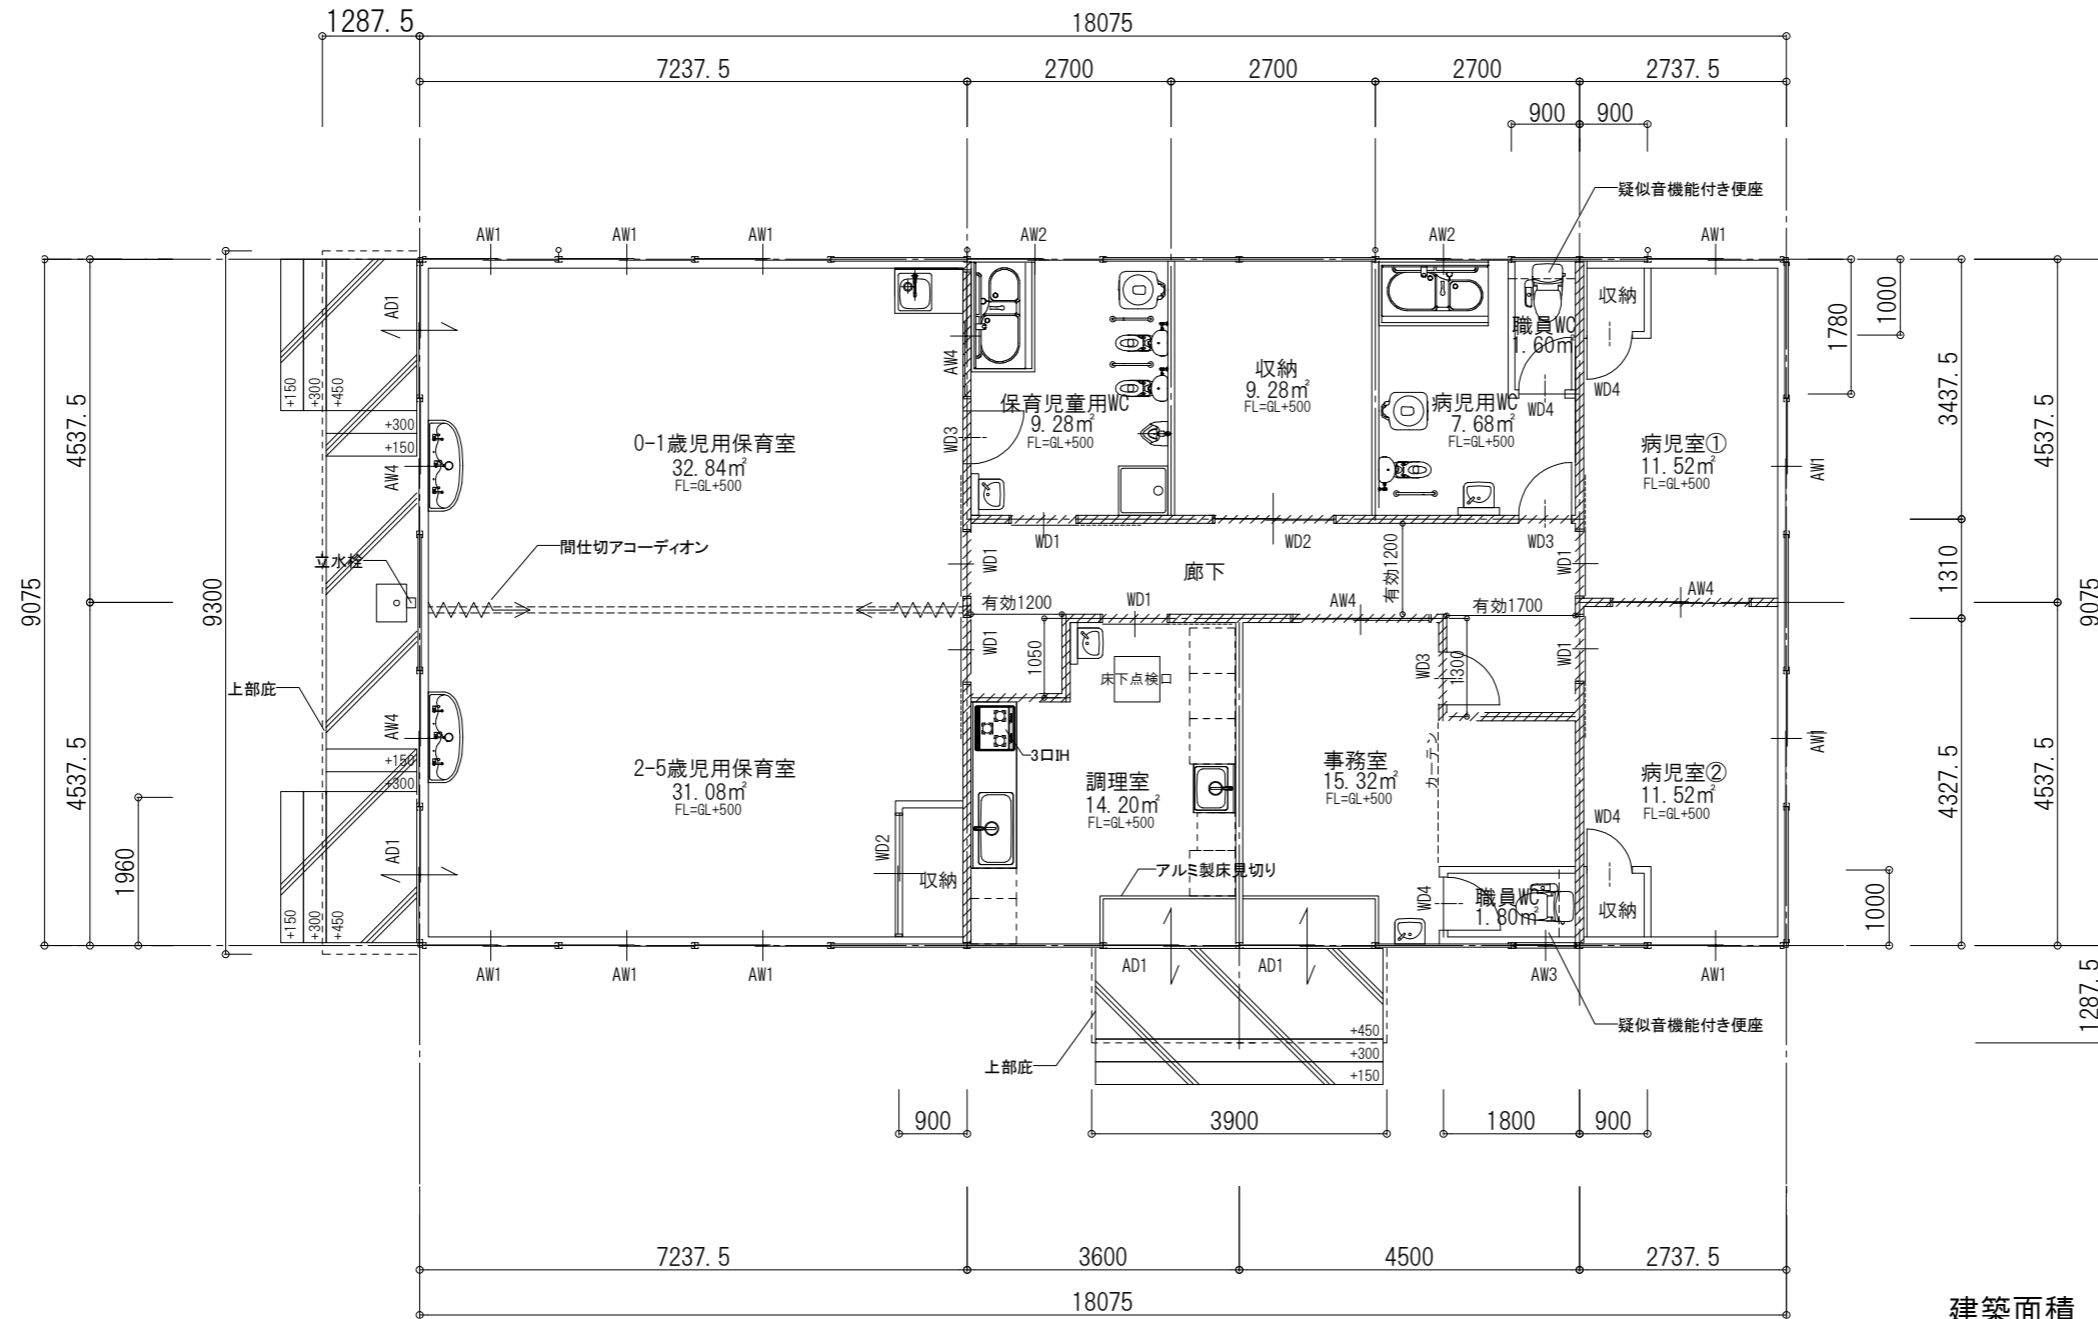 1287.5
18075
7237.5
2700
2700
2700
2737.5
900
900
疑似音機能付き便座
AW1
AW1
AW1
AW2
AW2
AW1
AD1
+150
+300
+450
+300
+150
AW4
0-1歳児用保育室
32.84㎡
FL=GL+500
AW4
WD3
保育児童用WC
9.28㎡
FL=GL+500
収納
9.28㎡
FL=GL+500
職員WC
1.60㎡
WD4
病児用WC
7.68㎡
FL=GL+500
収納
WD4
病児室①
11.52㎡
FL=GL+500
AW1
1780
1000
3437.5
4537.5
9075
1310
4327.5
4537.5
1000
1287.5
9075
4537.5
4537.5
1960
9300
立水栓
間仕切アコーディオン
WD1
WD1
WD2
WD3
廊下
有効1200
有効1200
有効1700
WD1
WD1
AW4
AW4
WD1
WD1
1050
WD3
1300
床下点検口
上部庇
AW4
+150
+300
2-5歳児用保育室
31.08㎡
FL=GL+500
3口IH
調理室
14.20㎡
FL=GL+500
事務室
15.32㎡
FL=GL+500
カーテン
病児室②
11.52㎡
FL=GL+500
AW1
WD4
収納
AD1
+150
+300
+450
WD2
収納
アルミ製床見切り
WD4
職員WC
1.80㎡
AW1
AW1
AW1
AD1
AD1
AW3
AW1
+450
+300
+150
上部庇
疑似音機能付き便座
900
3900
1800
900
7237.5
3600
4500
2737.5
18075
建築面積